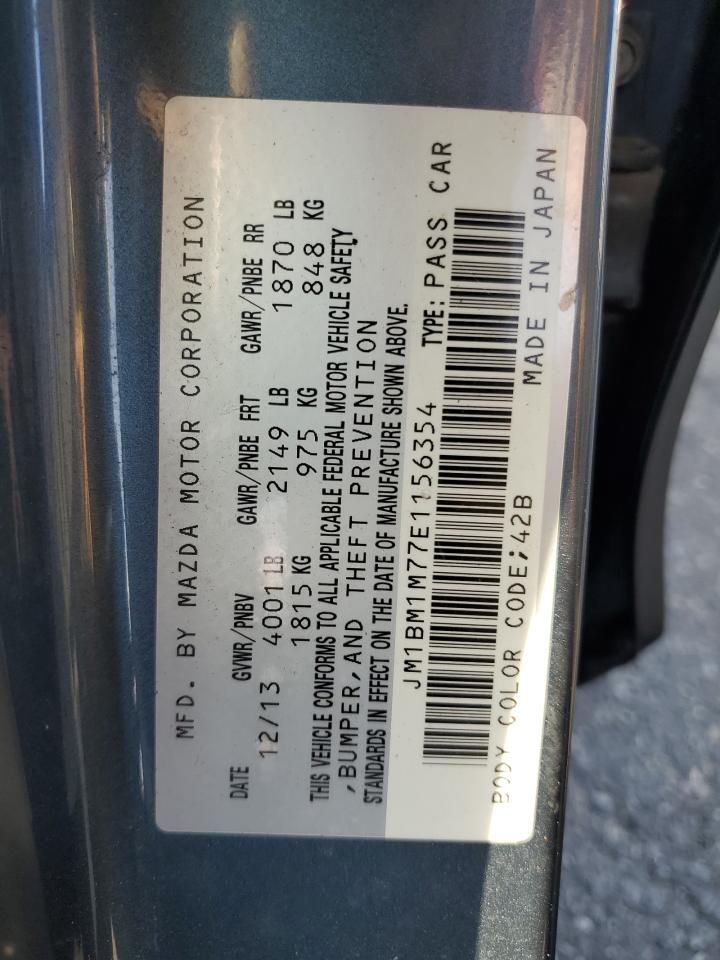 MFD. BY MAZDA MOTOR CORPORATION
DATE GVWR/PNBV GAWR/PNBE FRT GAWR/PNBE RR
12/13 4001 LB 2149 LB 1870 LB
1815 KG 975 KG 848 KG
THIS VEHICLE CONFORMS TO ALL APPLICABLE FEDERAL MOTOR VEHICLE SAFETY
,BUMPER,AND THEFT PREVENTION
STANDARDS IN EFFECT ON THE DATE OF MANUFACTURE SHOWN ABOVE.
JM1BM1M77E1156354 TYPE: PASS CAR
BODY COLOR CODE;42B
MADE IN JAPAN